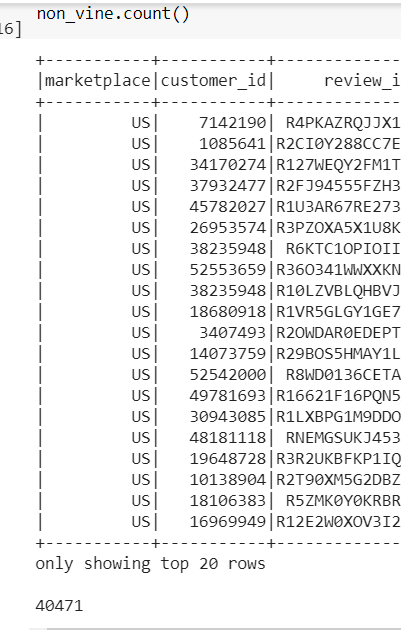 non_vine.count()
16]
+-----------+-----------+-------------
|marketplace|customer_id|     review_i
+-----------+-----------+-------------
|         US|    7142190| R4PKAZRQJJX1
|         US|    1085641|R2CI0Y288CC7E
|         US|   34170274|R127WEQY2FM1T
|         US|   37932477|R2FJ94555FZH3
|         US|   45782027|R1U3AR67RE273
|         US|   26953574|R3PZOXA5X1U8K
|         US|   38235948| R6KTC1OPIOII
|         US|   52553659|R36O341WWXXKN
|         US|   38235948|R10LZVBLQHBVJ
|         US|   18680918|R1VR5GLGY1GE7
|         US|    3407493|R2OWDAR0EDEPT
|         US|   14073759|R29BOS5HMAY1L
|         US|   52542000| R8WD0136CETA
|         US|   49781693|R16621F16PQN5
|         US|   30943085|R1LXBPG1M9DDO
|         US|   48181118| RNEMGSUKJ453
|         US|   19648728|R3R2UKBFKP1IQ
|         US|   10138904|R2T90XM5G2DBZ
|         US|   18106383| R5ZMK0Y0KRBR
|         US|   16969949|R12E2W0XOV3I2
+-----------+-----------+-------------
only showing top 20 rows
40471